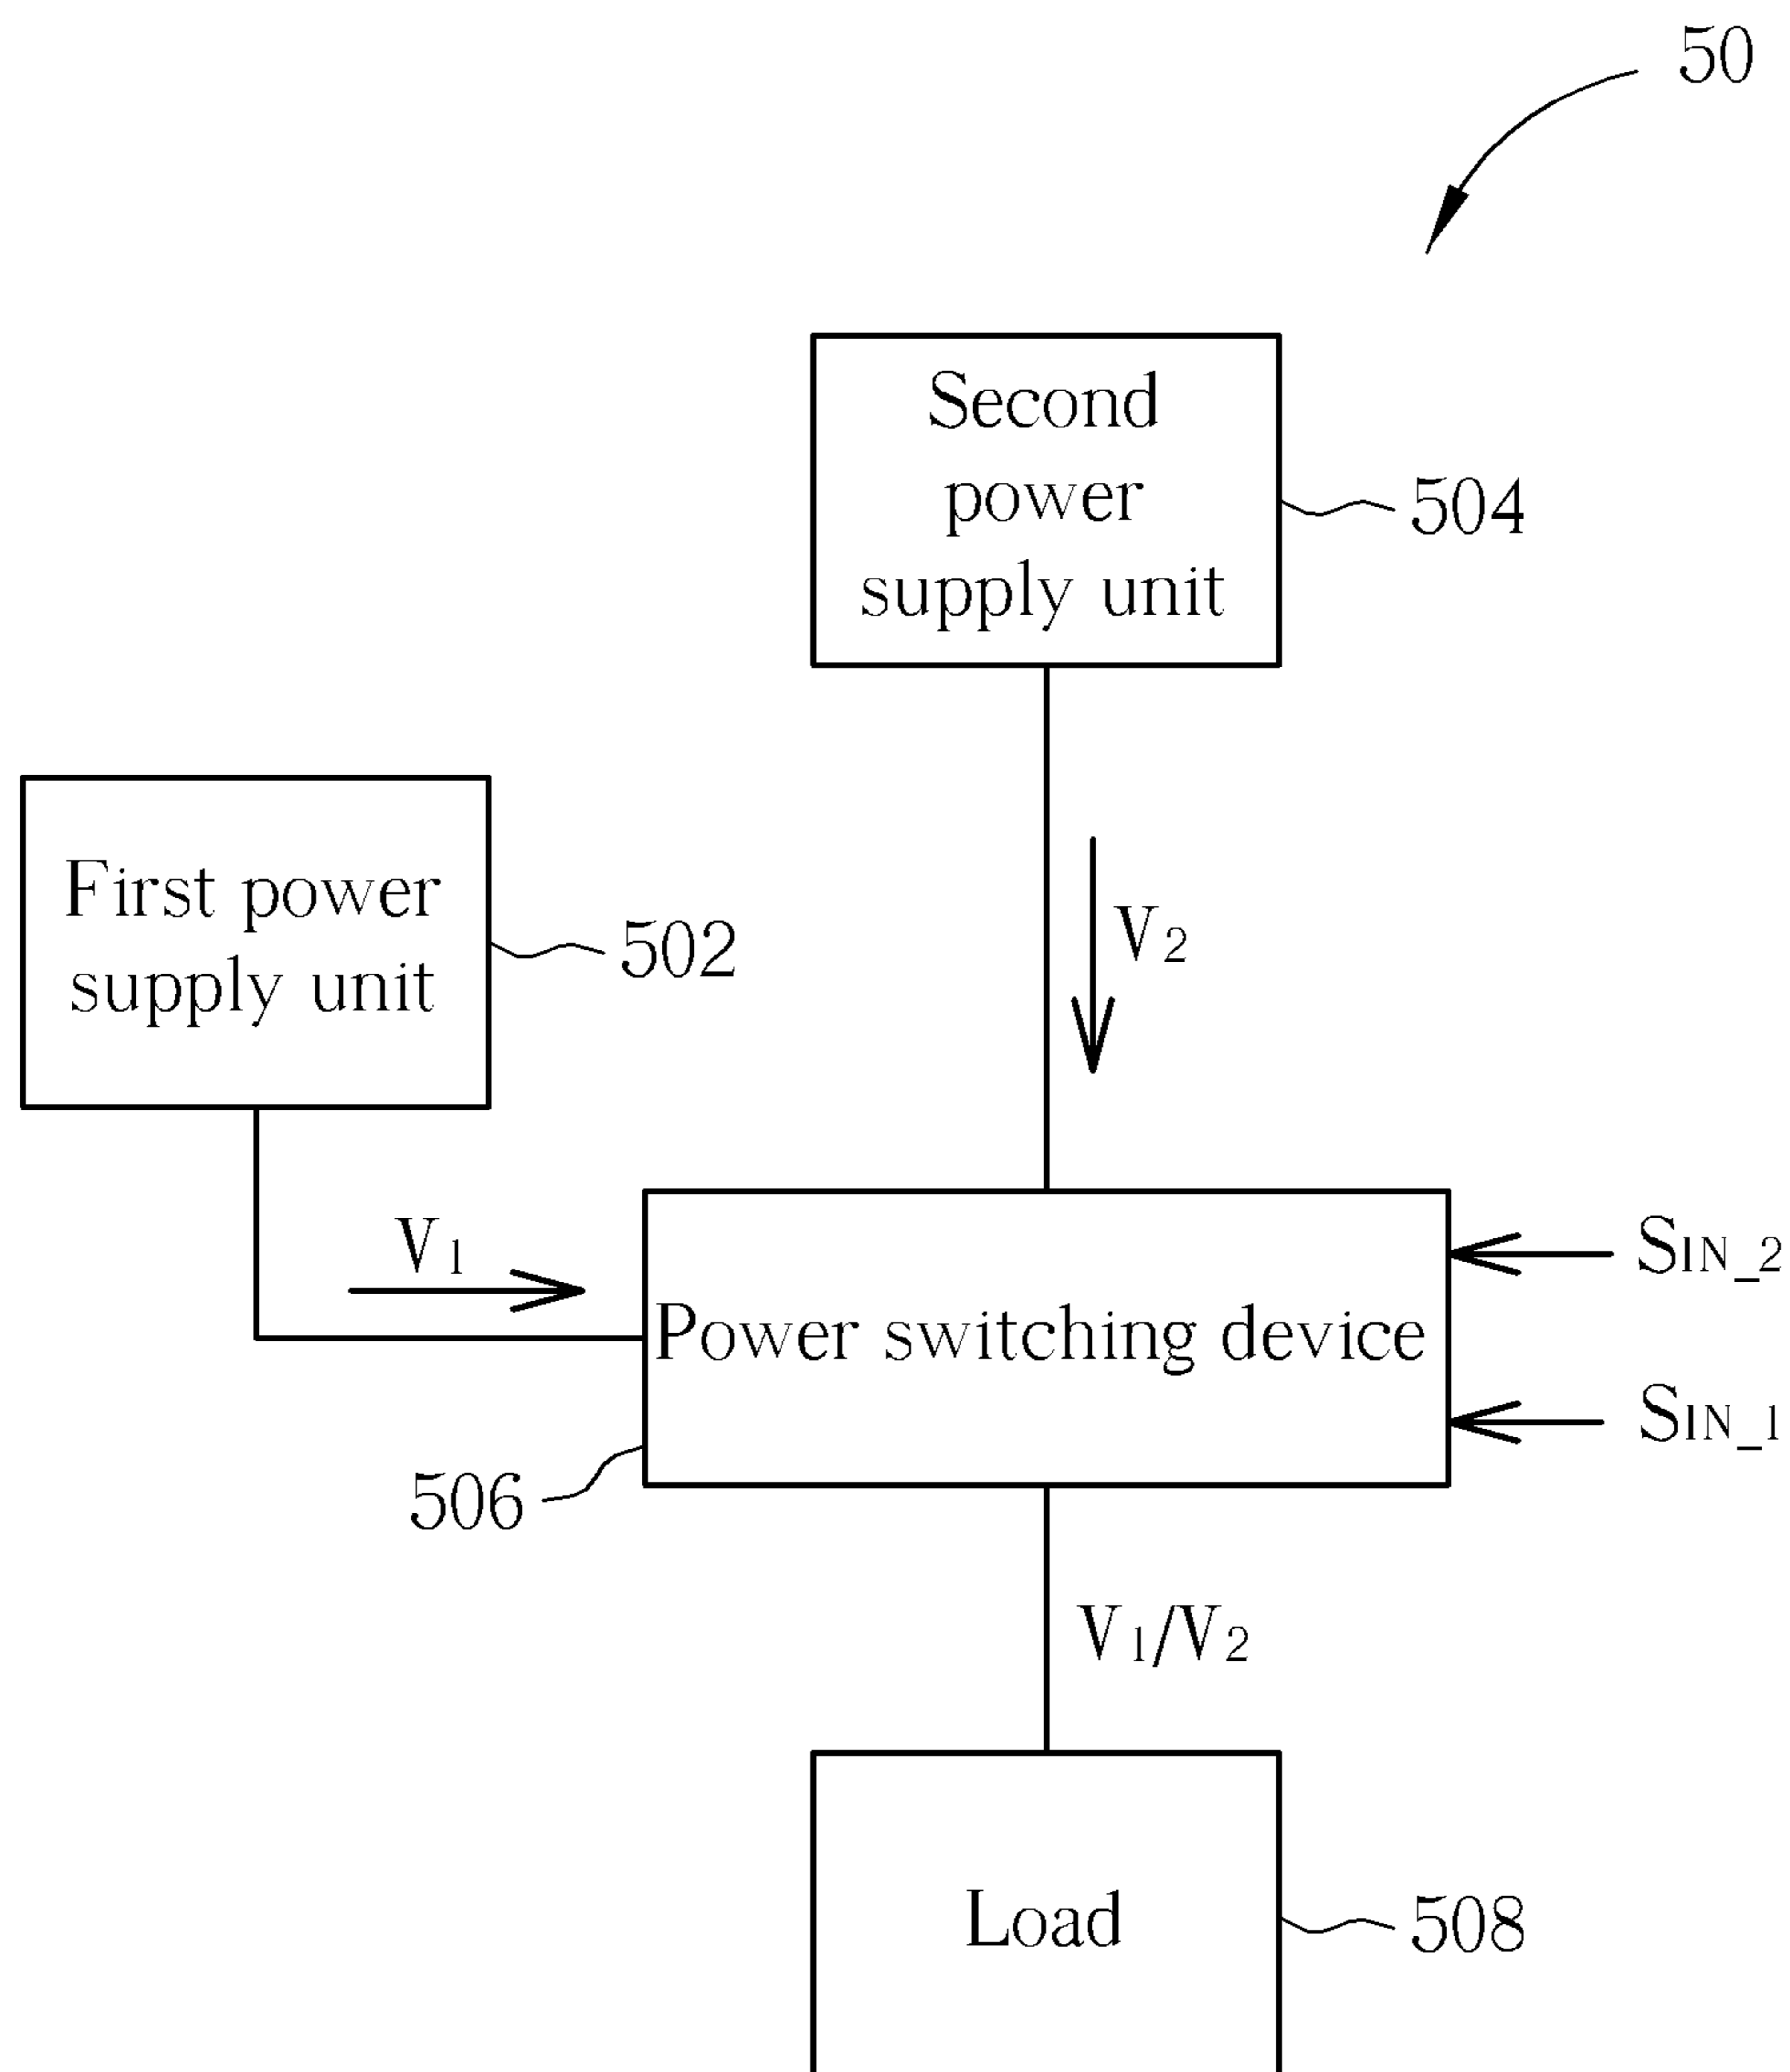 50
Second
power
supply unit
504
First power
supply unit
502
V2
V1
SIN_2
Power switching device
SIN_1
506
V1/V2
Load
508